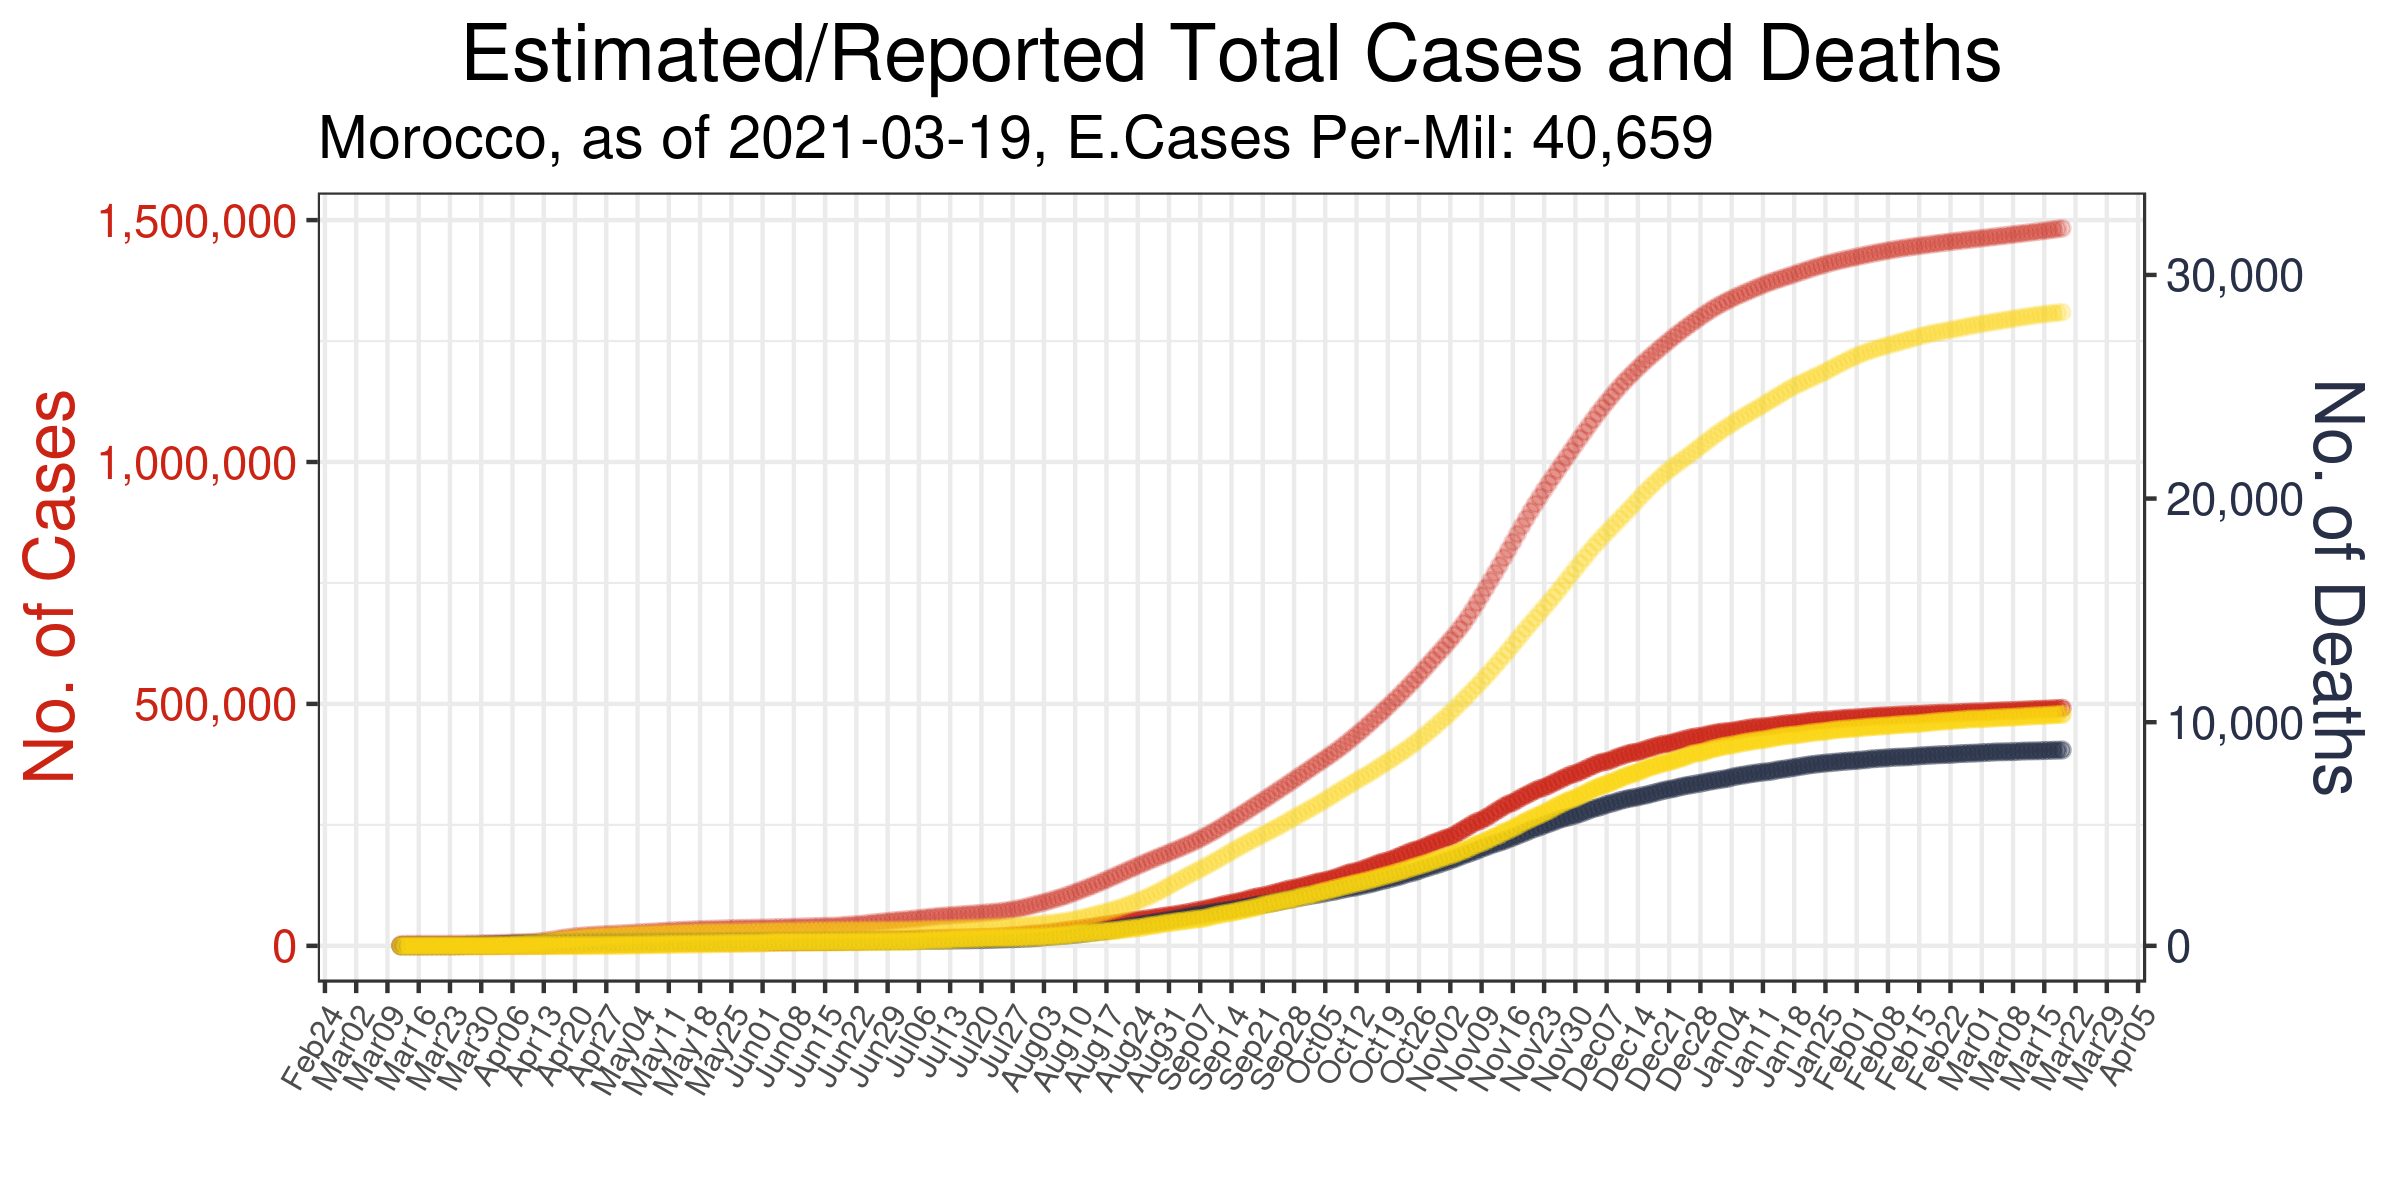 Estimated/Reported Total Cases and Deaths
Morocco, as of 2021-03-19, E.Cases Per-Mil: 40,659
No. of Cases
1,500,000
1,000,000
500,000
0
30,000
20,000
10,000
0
No. of Deaths
Feb24
Mar02
Mar09
Mar16
Mar23
Mar30
Apr06
Apr13
Apr20
Apr27
May04
May11
May18
May25
Jun01
Jun08
Jun15
Jun22
Jun29
Jul06
Jul13
Jul20
Jul27
Aug03
Aug10
Aug17
Aug24
Aug31
Sep07
Sep14
Sep21
Sep28
Oct05
Oct12
Oct19
Oct26
Nov02
Nov09
Nov16
Nov23
Nov30
Dec07
Dec14
Dec21
Dec28
Jan04
Jan11
Jan18
Jan25
Feb01
Feb08
Feb15
Feb22
Mar01
Mar08
Mar15
Mar22
Mar29
Apr05